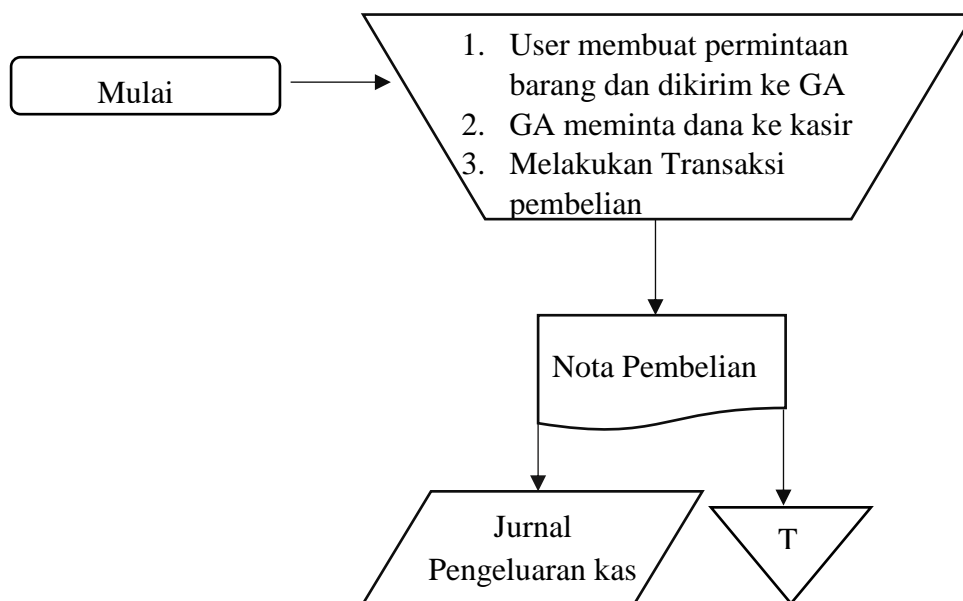 Mulai
1. User membuat permintaan
barang dan dikirim ke GA
2. GA meminta dana ke kasir
3. Melakukan Transaksi
pembelian
Nota Pembelian
Jurnal
Pengeluaran kas
T